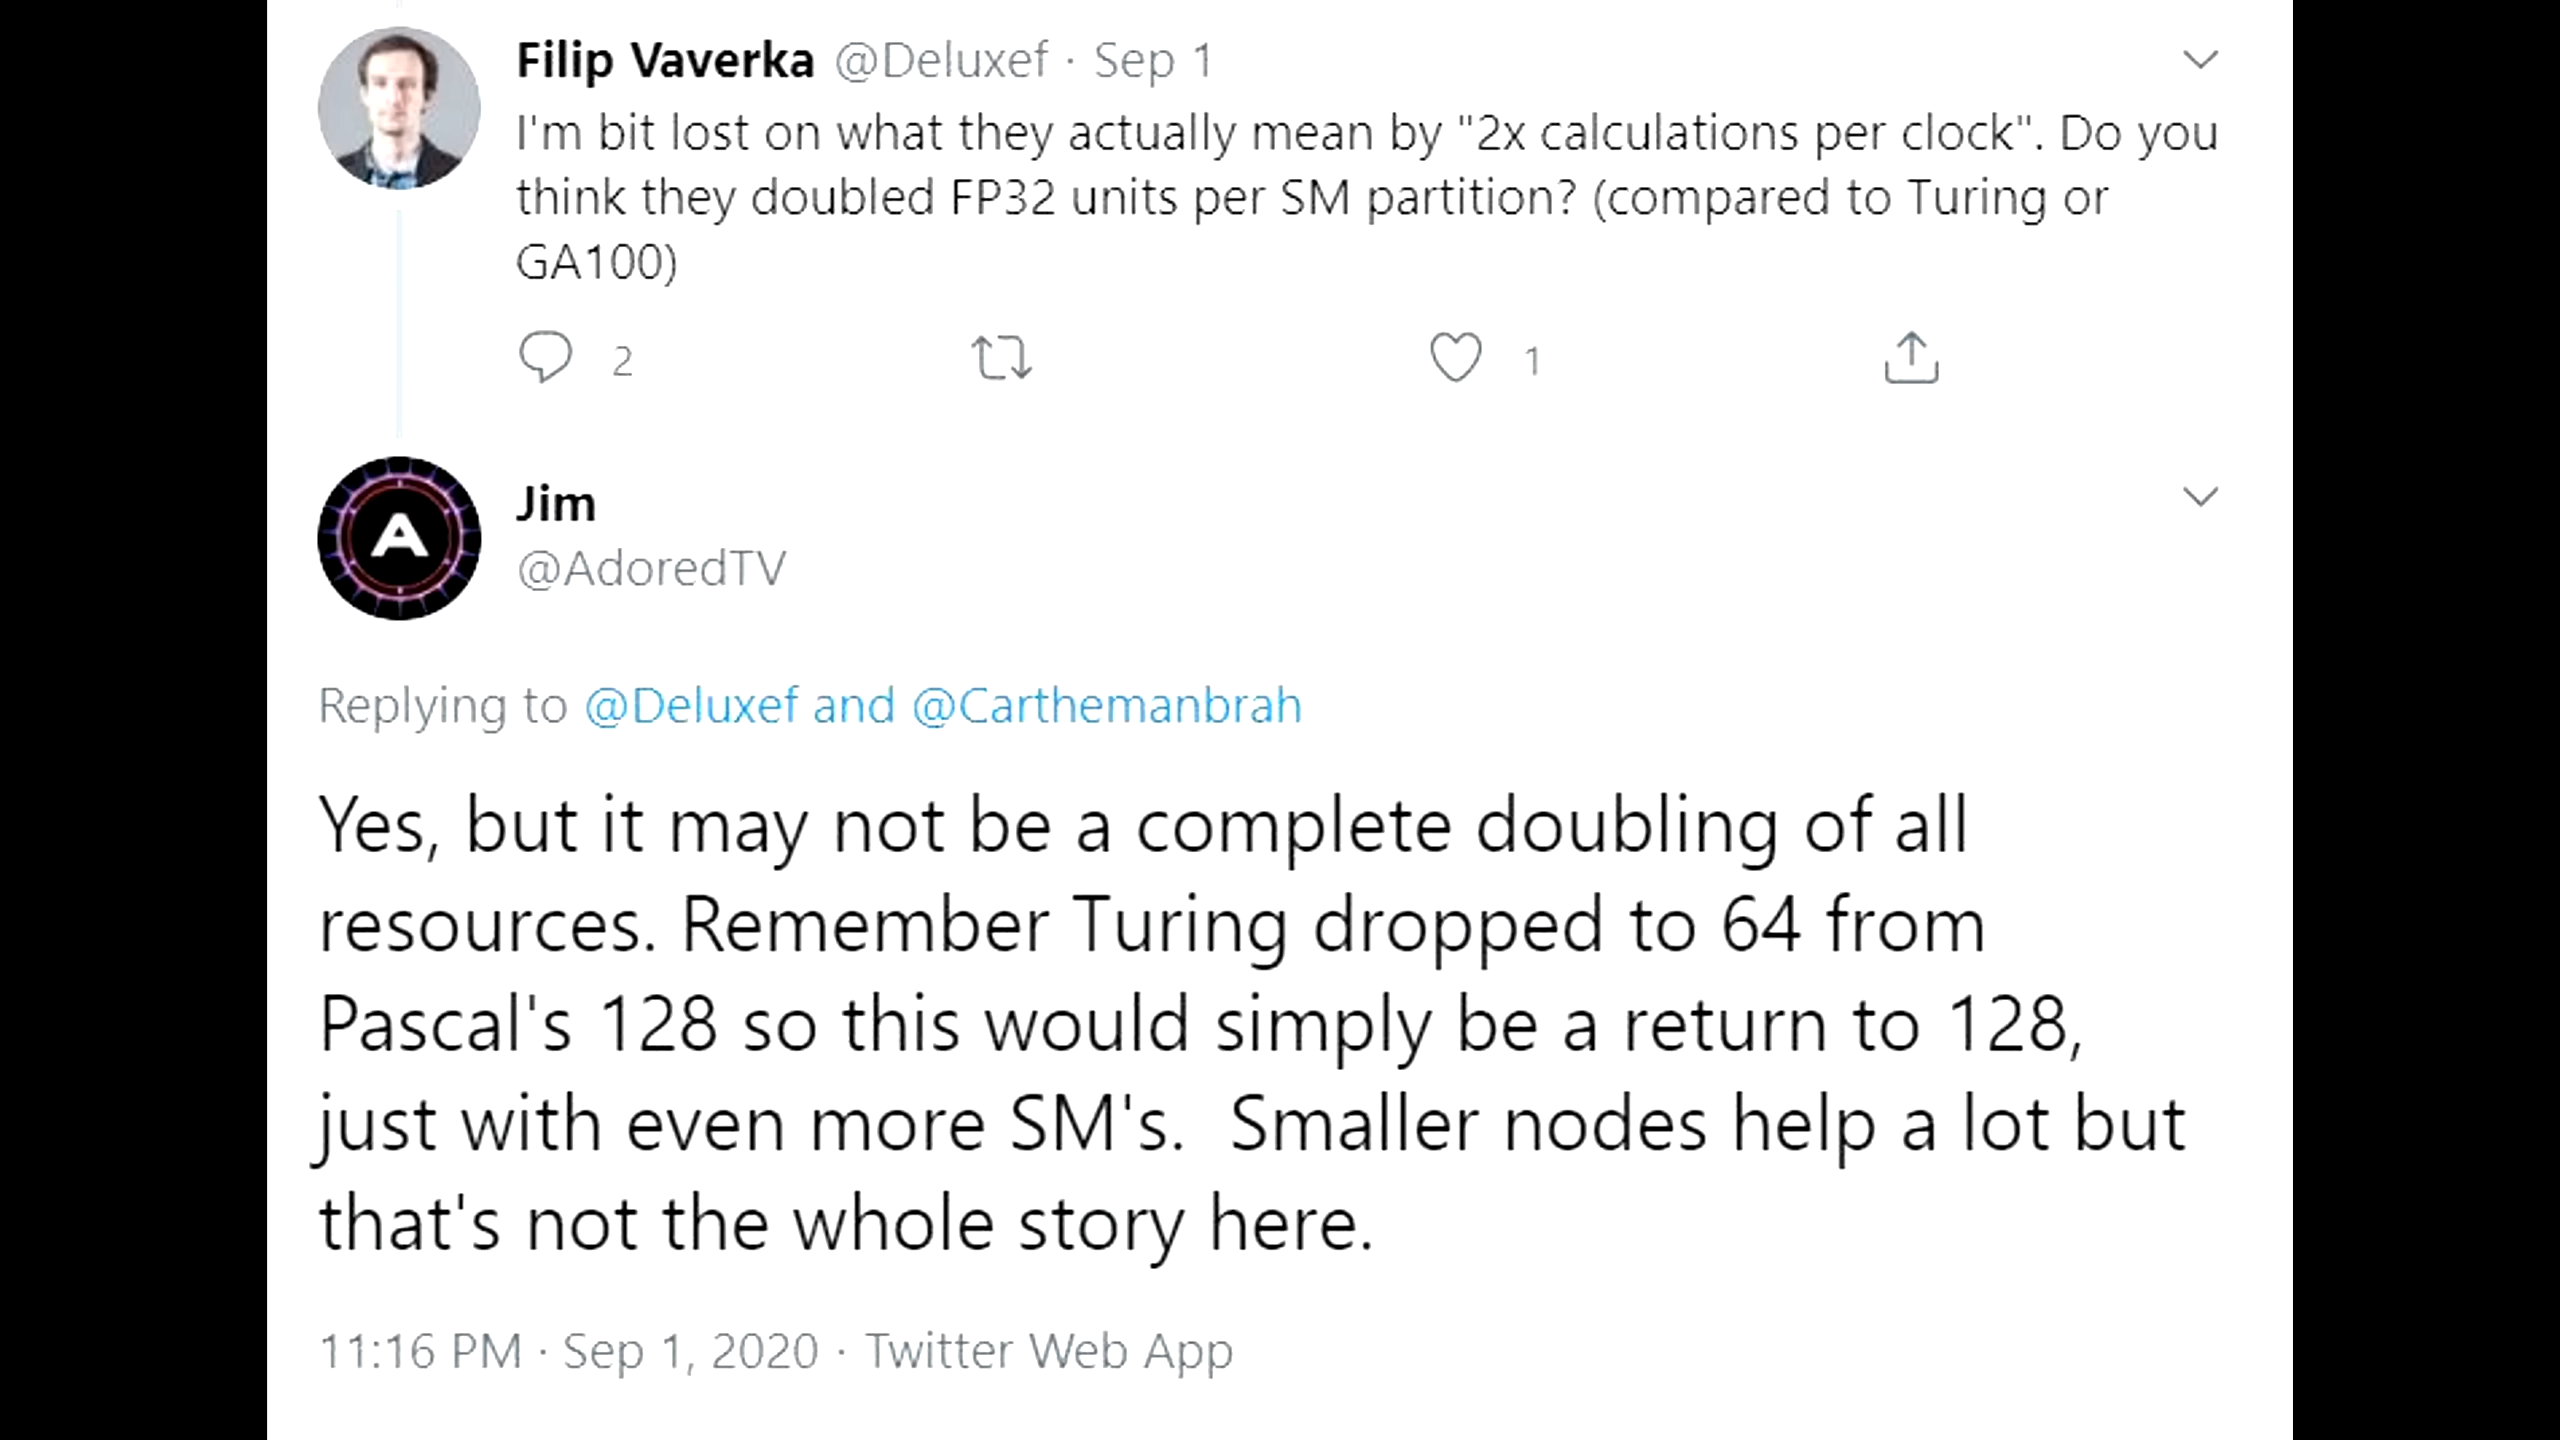 Filip Vaverka @Deluxef · Sep 1
I'm bit lost on what they actually mean by "2x calculations per clock". Do you
think they doubled FP32 units per SM partition? (compared to Turing or
GA100)
2 1
A
Jim
@AdoredTV
Replying to @Deluxef and @Carthemanbrah
Yes, but it may not be a complete doubling of all
resources. Remember Turing dropped to 64 from
Pascal's 128 so this would simply be a return to 128,
just with even more SM's.  Smaller nodes help a lot but
that's not the whole story here.
11:16 PM · Sep 1, 2020 · Twitter Web App